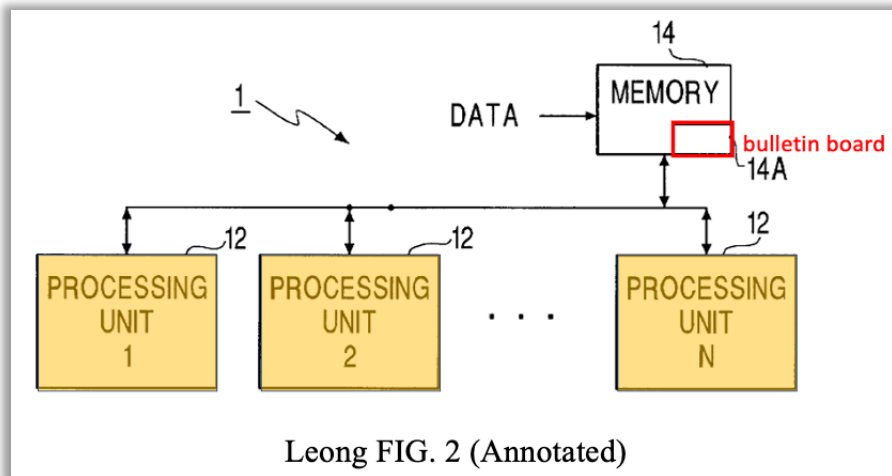 14
MEMORY
1
DATA
bulletin board
14A
12
12
12
PROCESSING UNIT 1
PROCESSING UNIT 2
. . .
PROCESSING UNIT N
Leong FIG. 2 (Annotated)